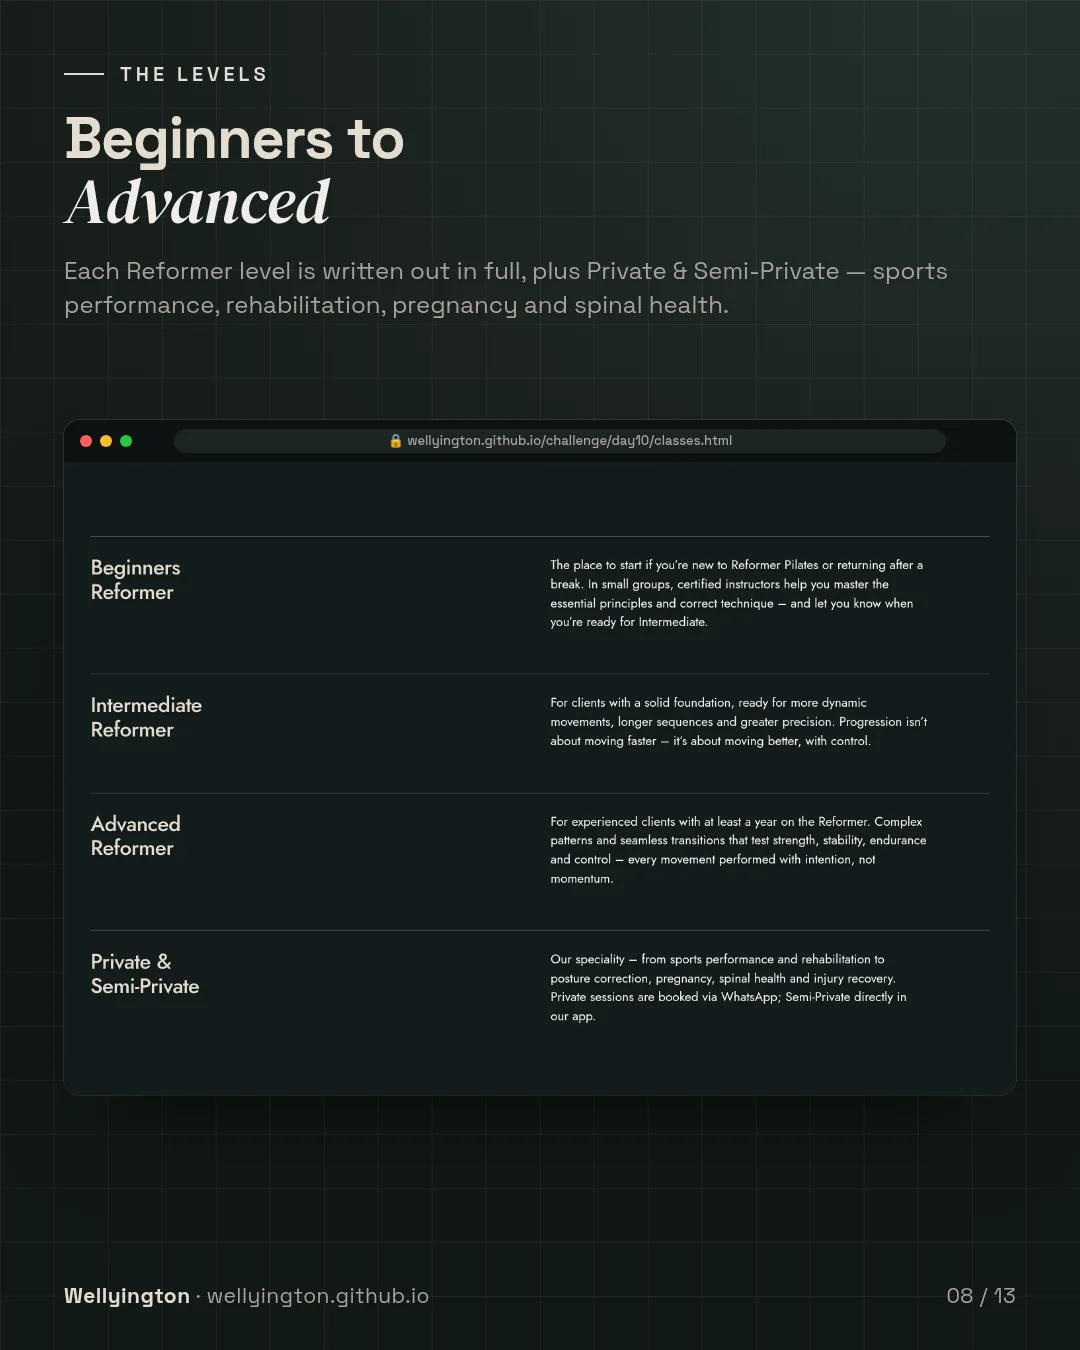 THE LEVELS
Beginners to
Advanced
Each Reformer level is written out in full, plus Private & Semi-Private — sports
performance, rehabilitation, pregnancy and spinal health.
wellyington.github.io/challenge/day10/classes.html
Beginners
Reformer
The place to start if you're new to Reformer Pilates or returning after a
break. In small groups, certified instructors help you master the
essential principles and correct technique – and let you know when
you're ready for Intermediate.
Intermediate
Reformer
For clients with a solid foundation, ready for more dynamic
movements, longer sequences and greater precision. Progression isn't
about moving faster – it's about moving better, with control.
Advanced
Reformer
For experienced clients with at least a year on the Reformer. Complex
patterns and seamless transitions that test strength, stability, endurance
and control – every movement performed with intention, not
momentum.
Private &
Semi-Private
Our speciality – from sports performance and rehabilitation to
posture correction, pregnancy, spinal health and injury recovery.
Private sessions are booked via WhatsApp; Semi-Private directly in
our app.
Wellyington · wellyington.github.io
08 / 13